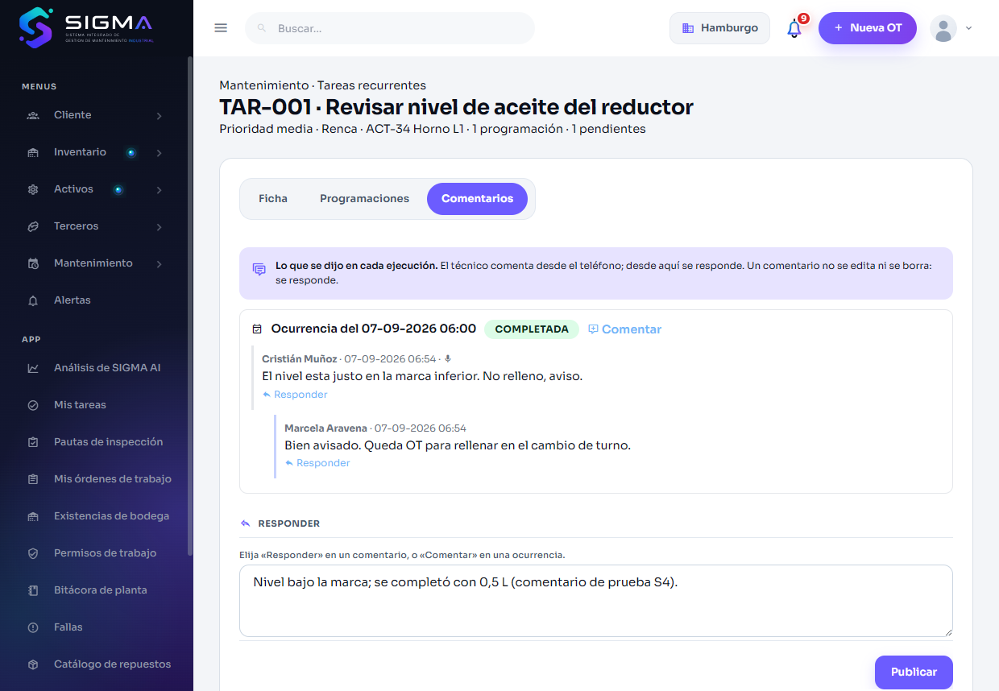 SIGMA
SISTEMA INTEGRADO DE
GESTIÓN DE MANTENIMIENTO INDUSTRIAL
Buscar...
Hamburgo
9
+ Nueva OT
MENUS
Cliente
Inventario
Activos
Terceros
Mantenimiento
Alertas
APP
Análisis de SIGMA AI
Mis tareas
Pautas de inspección
Mis órdenes de trabajo
Existencias de bodega
Permisos de trabajo
Bitácora de planta
Fallas
Catálogo de repuestos
Mantenimiento · Tareas recurrentes
TAR-001 · Revisar nivel de aceite del reductor
Prioridad media · Renca · ACT-34 Horno L1 · 1 programación · 1 pendientes
Ficha
Programaciones
Comentarios
Lo que se dijo en cada ejecución. El técnico comenta desde el teléfono; desde aquí se responde. Un comentario no se edita ni se borra:
se responde.
Ocurrencia del 07-09-2026 06:00 COMPLETADA Comentar
Cristián Muñoz · 07-09-2026 06:54 ·
El nivel esta justo en la marca inferior. No relleno, aviso.
Responder
Marcela Aravena · 07-09-2026 06:54
Bien avisado. Queda OT para rellenar en el cambio de turno.
Responder
RESPONDER
Elija «Responder» en un comentario, o «Comentar» en una ocurrencia.
Nivel bajo la marca; se completó con 0,5 L (comentario de prueba S4).
Publicar